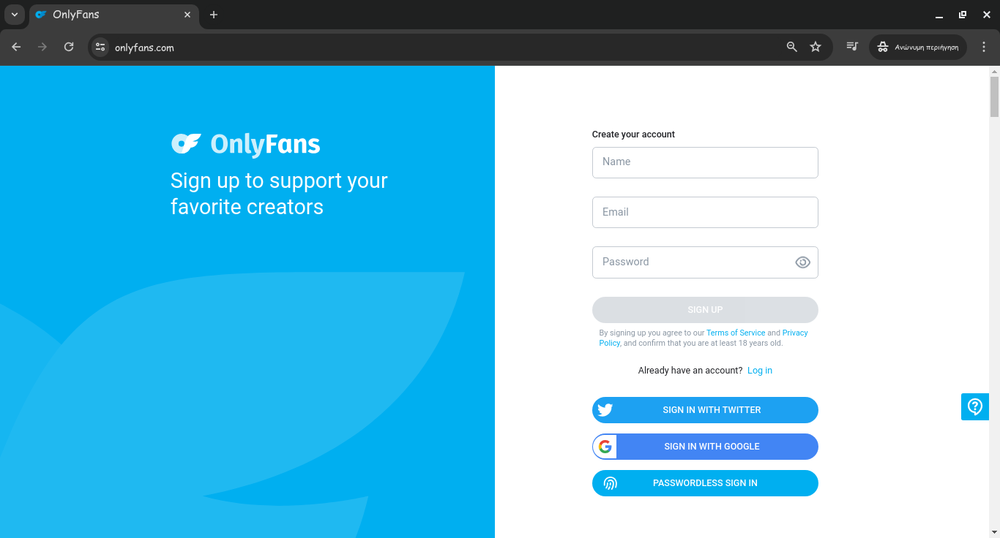 OnlyFans
onlyfans.com
Ανώνυμη περιήγηση
OnlyFans
Sign up to support your
favorite creators
Create your account
Name
Email
Password
SIGN UP
By signing up you agree to our Terms of Service and Privacy
Policy, and confirm that you are at least 18 years old.
Already have an account? Log in
SIGN IN WITH TWITTER
SIGN IN WITH GOOGLE
PASSWORDLESS SIGN IN